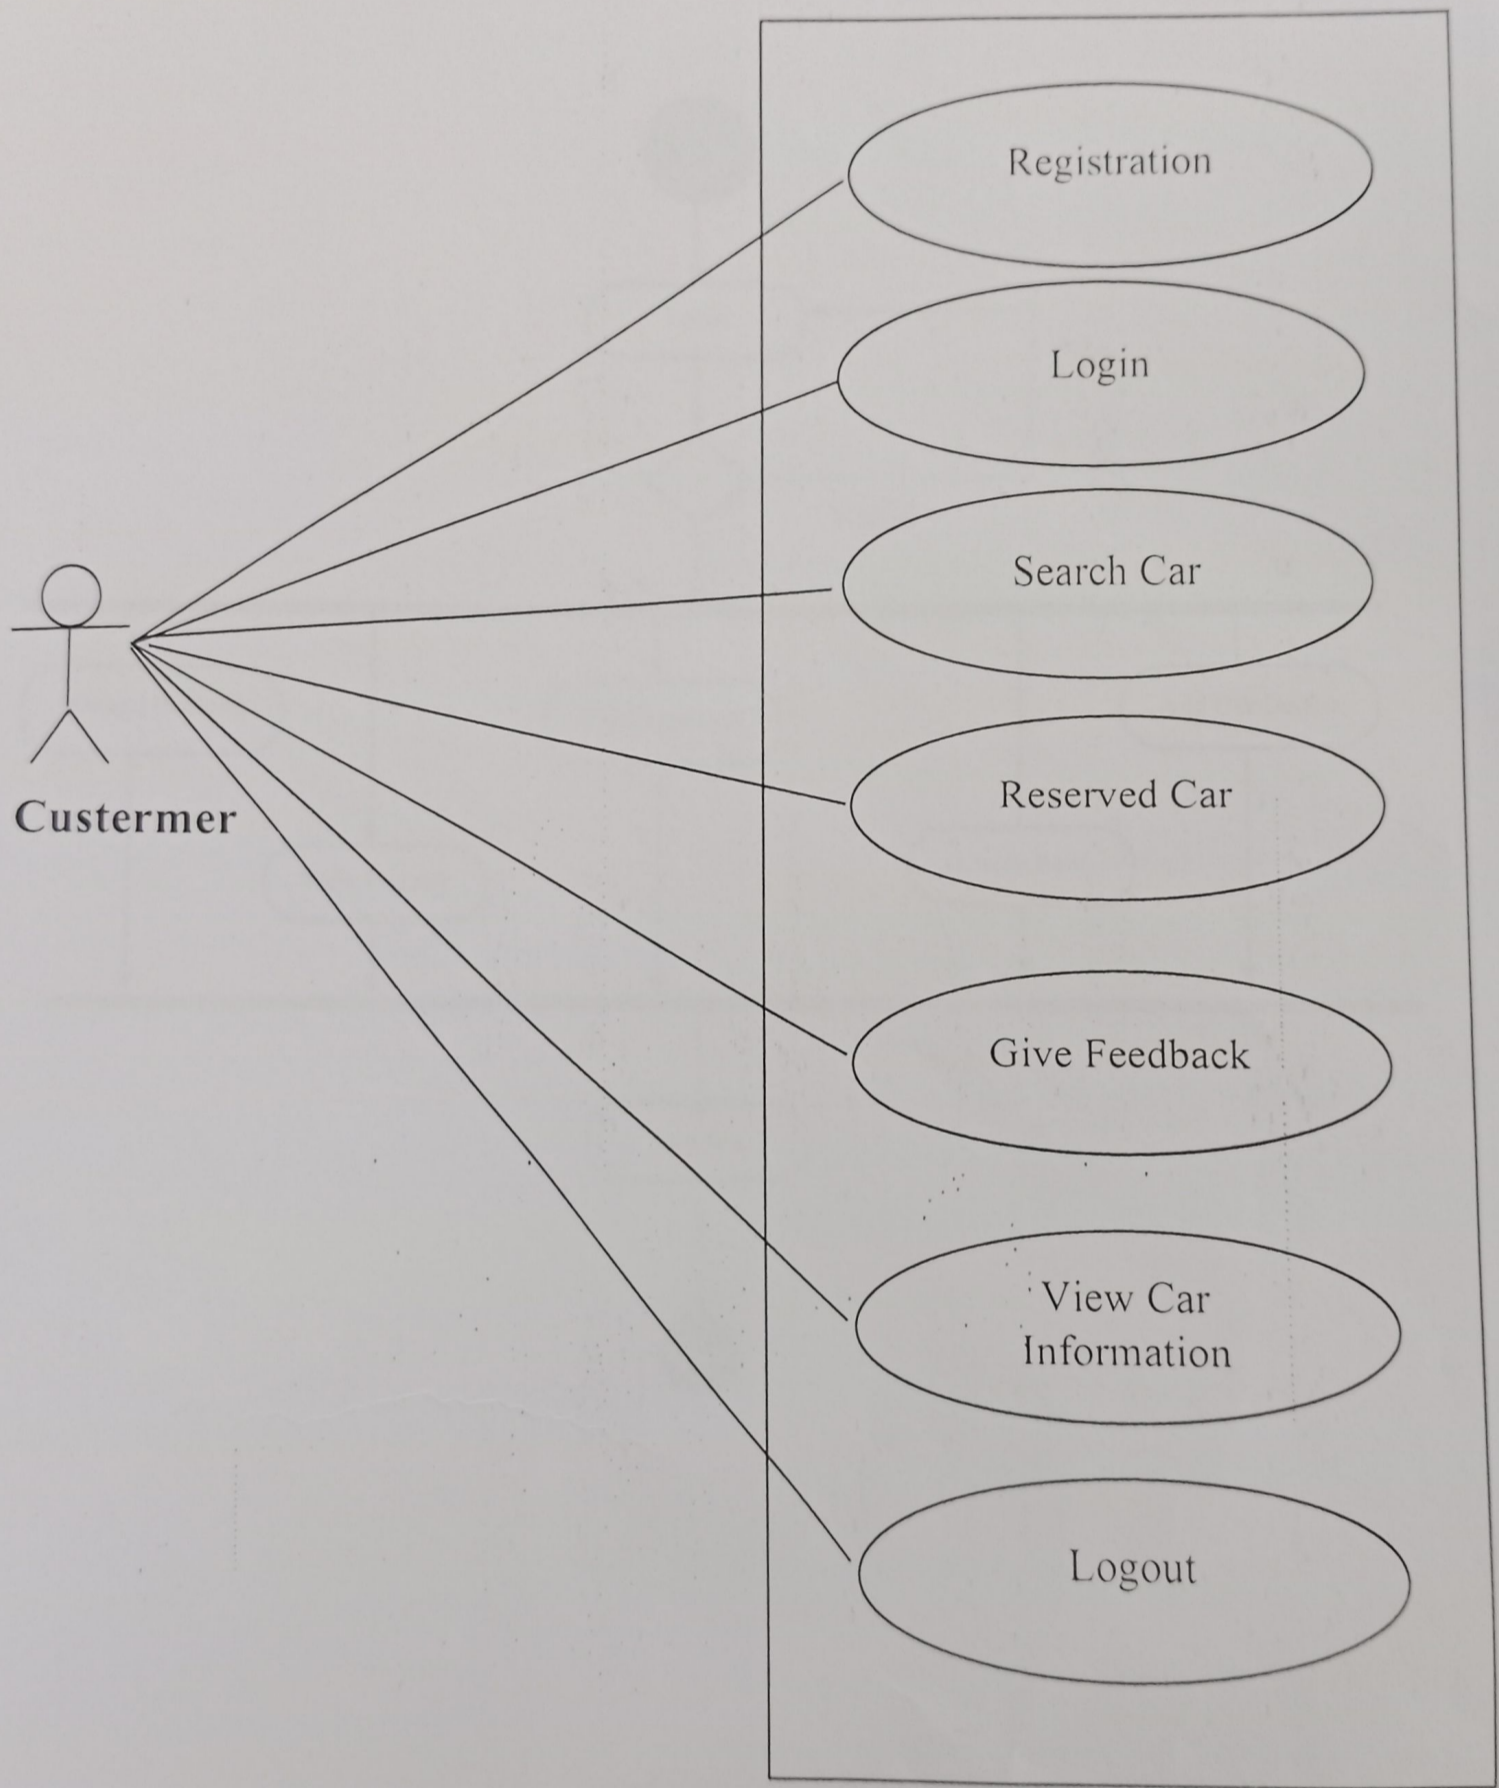 Registration
Login
Search Car
Reserved Car
Custermer
Give Feedback
View Car
Information
Logout